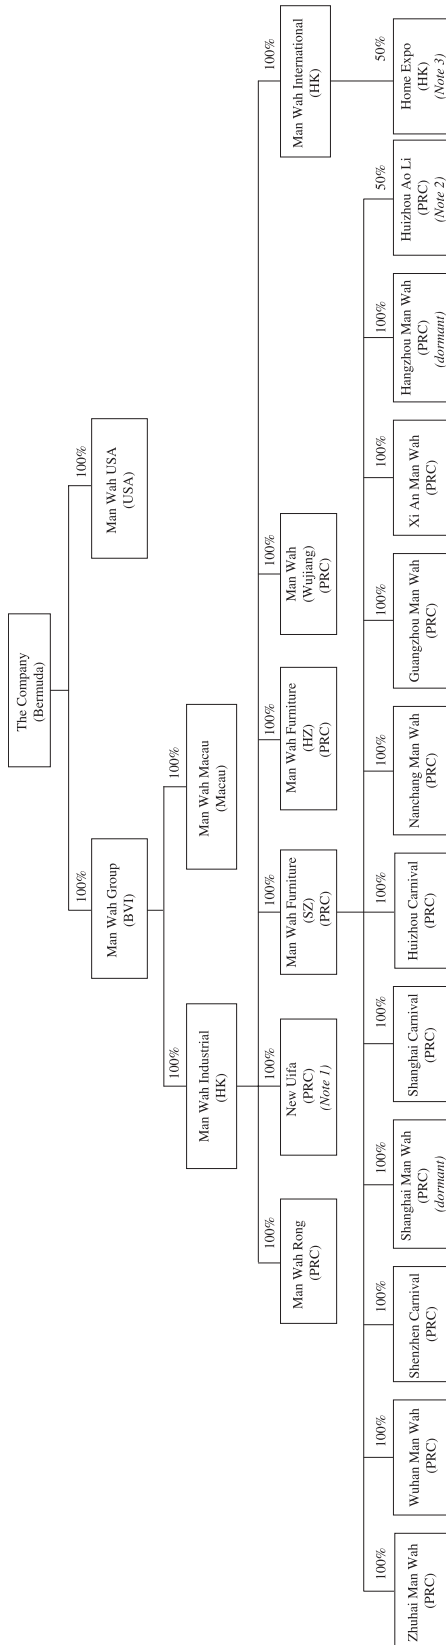 The Company
(Bermuda)
100%
100%
Man Wah Group
(BVI)
Man Wah USA
(USA)
100%
100%
Man Wah Industrial
(HK)
Man Wah Macau
(Macau)
100%
100%
100%
100%
100%
100%
Man Wah Rong
(PRC)
New Uifa
(PRC)
(Note 1)
Man Wah Furniture
(SZ)
(PRC)
Man Wah Furniture
(HZ)
(PRC)
Man Wah
(Wujiang)
(PRC)
Man Wah International
(HK)
100%
100%
100%
100%
100%
100%
100%
100%
100%
100%
50%
50%
Zhuhai Man Wah
(PRC)
Wuhan Man Wah
(PRC)
Shenzhen Carnival
(PRC)
Shanghai Man Wah
(PRC)
(dormant)
Shanghai Carnival
(PRC)
Huizhou Carnival
(PRC)
Nanchang Man Wah
(PRC)
Guangzhou Man Wah
(PRC)
Xi An Man Wah
(PRC)
Hangzhou Man Wah
(PRC)
(dormant)
Huizhou Ao Li
(PRC)
(Note 2)
Home Expo
(HK)
(Note 3)